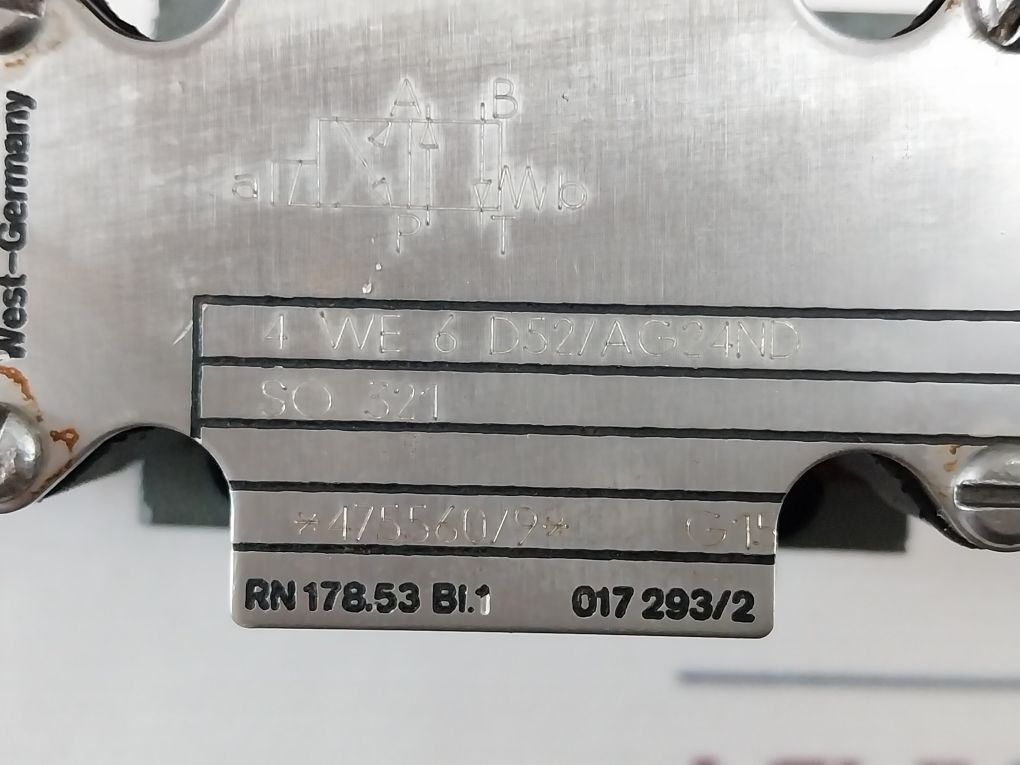 West-Germany
A B
a b
P T
4 WE 6 D52/AG24ND
SO 321
*475560/9* G15
RN 178.53 Bl.1 017 293/2